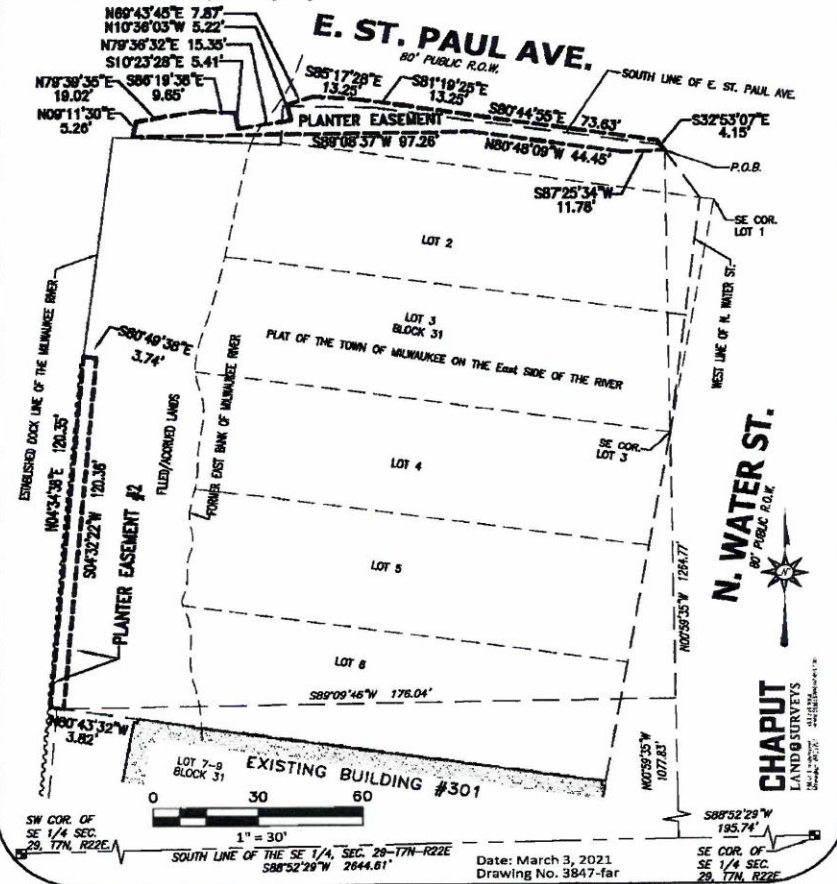 N69°43'45"E 7.87'
N10°36'03"W 5.22'
N79°36'32"E 15.35'
S10°23'28"E 5.41'
N79°39'35"E
19.02'
S86°19'36"E
9.65'
N09°11'30"E
5.26'
E. ST. PAUL AVE.
80' PUBLIC R.O.W.
S85°17'28"E
13.25'
S81°19'25"E
13.25'
S80°44'55"E 73.63'
SOUTH LINE OF E. ST. PAUL AVE.
S32°53'07"E
4.15'
PLANTER EASEMENT
S89°08'37"W 97.26'
N80°48'09"W 44.45'
P.O.B.
S87°25'34"W
11.78'
SE COR.
LOT 1
LOT 2
LOT 3
BLOCK 31
PLAT OF THE TOWN OF MILWAUKEE ON THE East SIDE OF THE RIVER
WEST LINE OF N. WATER ST.
ESTABLISHED DOCK LINE OF THE MILWAUKEE RIVER
S80°49'38"E
3.74'
N04°34'38"E 120.35'
S04°32'22"W 120.38'
PLANTER EASEMENT #2
FILLED/ACCRUED LANDS
FORMER EAST BANK OF MILWAUKEE RIVER
SE COR.
LOT 3
LOT 4
LOT 5
LOT 6
N. WATER ST.
80' PUBLIC R.O.W.
N00°59'35"W 1264.77'
N
S89°09'46"W 176.04'
N80°43'32"W
3.82'
LOT 7-9
BLOCK 31
EXISTING BUILDING #301
N00°59'35"W
1077.83'
CHAPUT
LAND SURVEYS
0 30 60
1" = 30'
SW COR. OF
SE 1/4 SEC.
29, T7N, R22E.
SOUTH LINE OF THE SE 1/4, SEC. 29-T7N-R22E
S88°52'29"W 2644.61'
S88°52'29"W
195.74'
SE COR. OF
SE 1/4 SEC.
29, T7N, R22E
Date: March 3, 2021
Drawing No. 3847-far